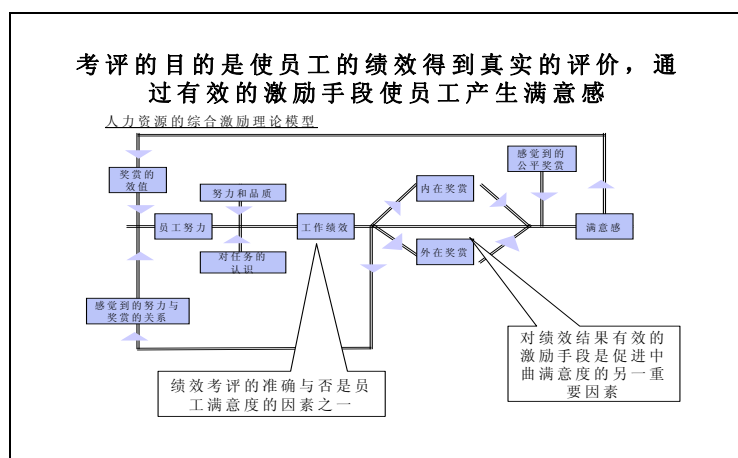 考评的目的是使员工的绩效得到真实的评价，通
过有效的激励手段使员工产生满意感
人力资源的综合激励理论模型
奖赏的
效值
努力和品质
员工努力
对任务的
认识
感觉到的努力与
奖赏的关系
工作绩效
内在奖赏
外在奖赏
感觉到的
公平奖赏
满意感
绩效考评的准确与否是员
工满意度的因素之一
对绩效结果有效的
激励手段是促进中
曲满意度的另一重
要因素